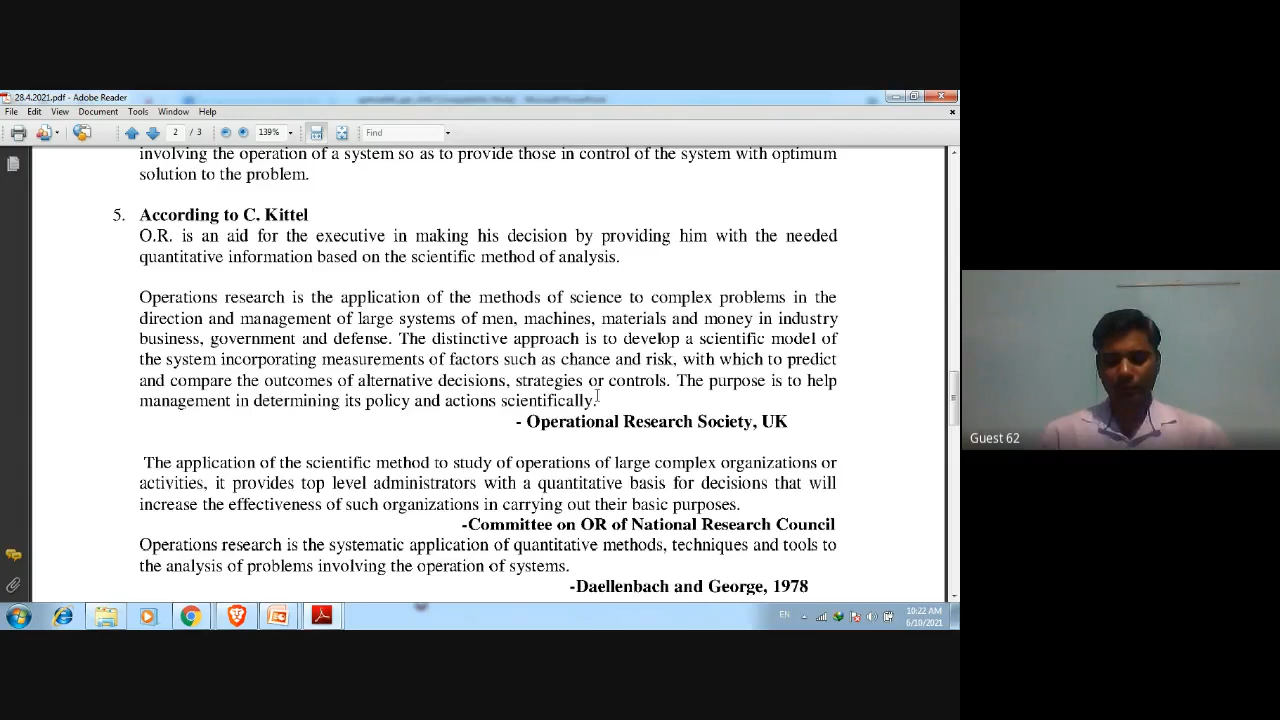 28.4.2021.pdf - Adobe Reader
File Edit View Document Tools Window Help
2 / 3 139% Find
involving the operation of a system so as to provide those in control of the system with optimum
solution to the problem.
5. According to C. Kittel
O.R. is an aid for the executive in making his decision by providing him with the needed
quantitative information based on the scientific method of analysis.
Operations research is the application of the methods of science to complex problems in the
direction and management of large systems of men, machines, materials and money in industry
business, government and defense. The distinctive approach is to develop a scientific model of
the system incorporating measurements of factors such as chance and risk, with which to predict
and compare the outcomes of alternative decisions, strategies or controls. The purpose is to help
management in determining its policy and actions scientifically.
- Operational Research Society, UK
The application of the scientific method to study of operations of large complex organizations or
activities, it provides top level administrators with a quantitative basis for decisions that will
increase the effectiveness of such organizations in carrying out their basic purposes.
-Committee on OR of National Research Council
Operations research is the systematic application of quantitative methods, techniques and tools to
the analysis of problems involving the operation of systems.
-Daellenbach and George, 1978
Guest 62
EN 10:22 AM
6/10/2021